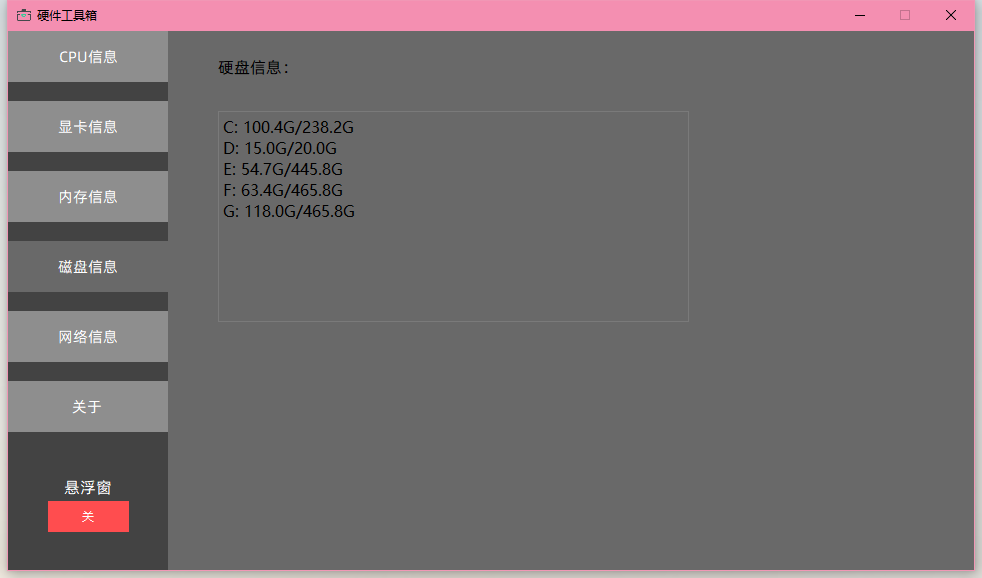 硬件工具箱
CPU信息
显卡信息
内存信息
磁盘信息
网络信息
关于
悬浮窗
关
硬盘信息：
C: 100.4G/238.2G
D: 15.0G/20.0G
E: 54.7G/445.8G
F: 63.4G/465.8G
G: 118.0G/465.8G